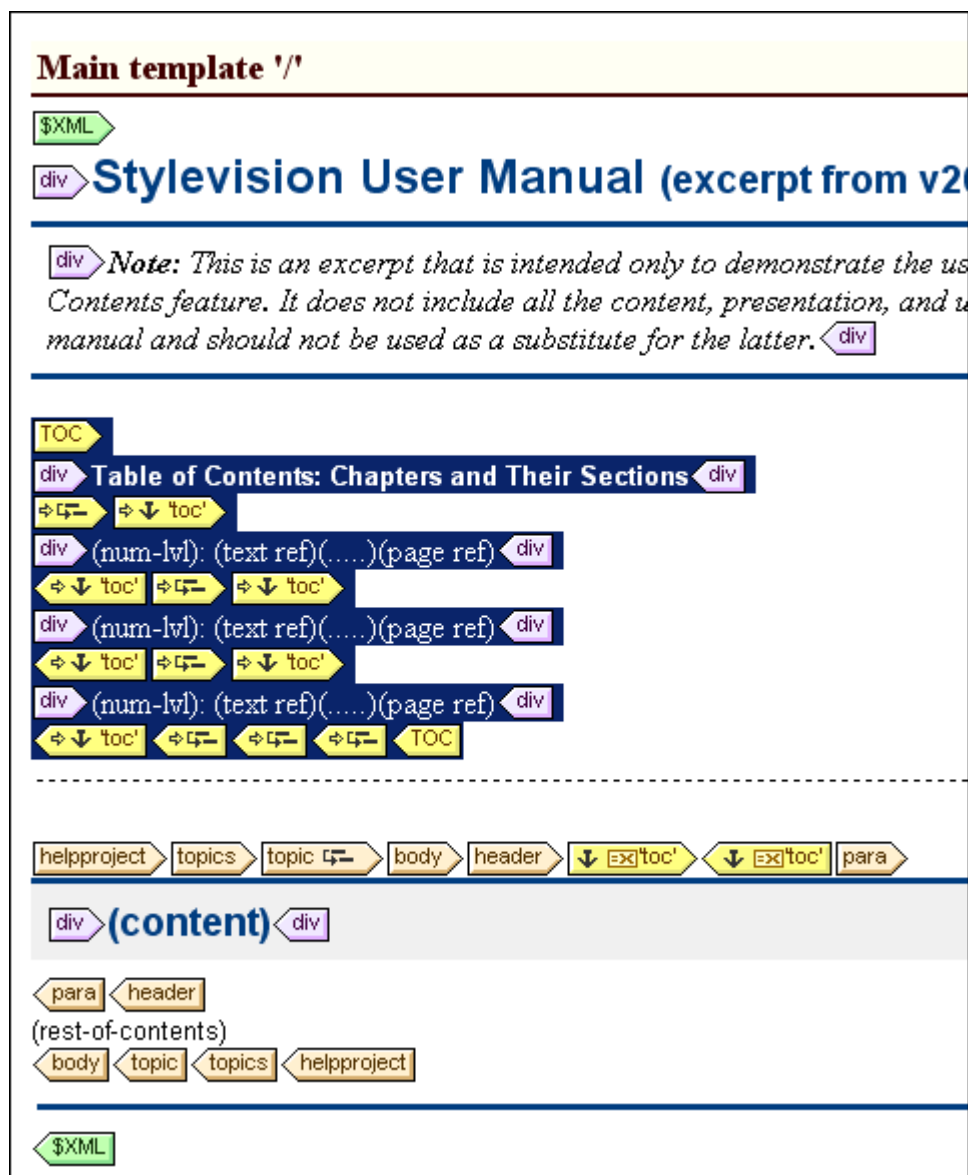 Main template '/'
$XML
div Stylevision User Manual (excerpt from
div Note: This is an excerpt that is intended only to demonstrate the
Contents feature. It does not include all the content, presentation, and
manual and should not be used as a substitute for the latter. div
TOC
div Table of Contents: Chapters and Their Sections div
'toc'
div (num-lvl): (text ref)(.....)(page ref) div
'toc' 'toc'
div (num-lvl): (text ref)(.....)(page ref) div
'toc' 'toc'
div (num-lvl): (text ref)(.....)(page ref) div
'toc' TOC
helpproject topics topic body header 'toc' 'toc' para
div (content) div
para header
(rest-of-contents)
body topic topics helpproject
$XML